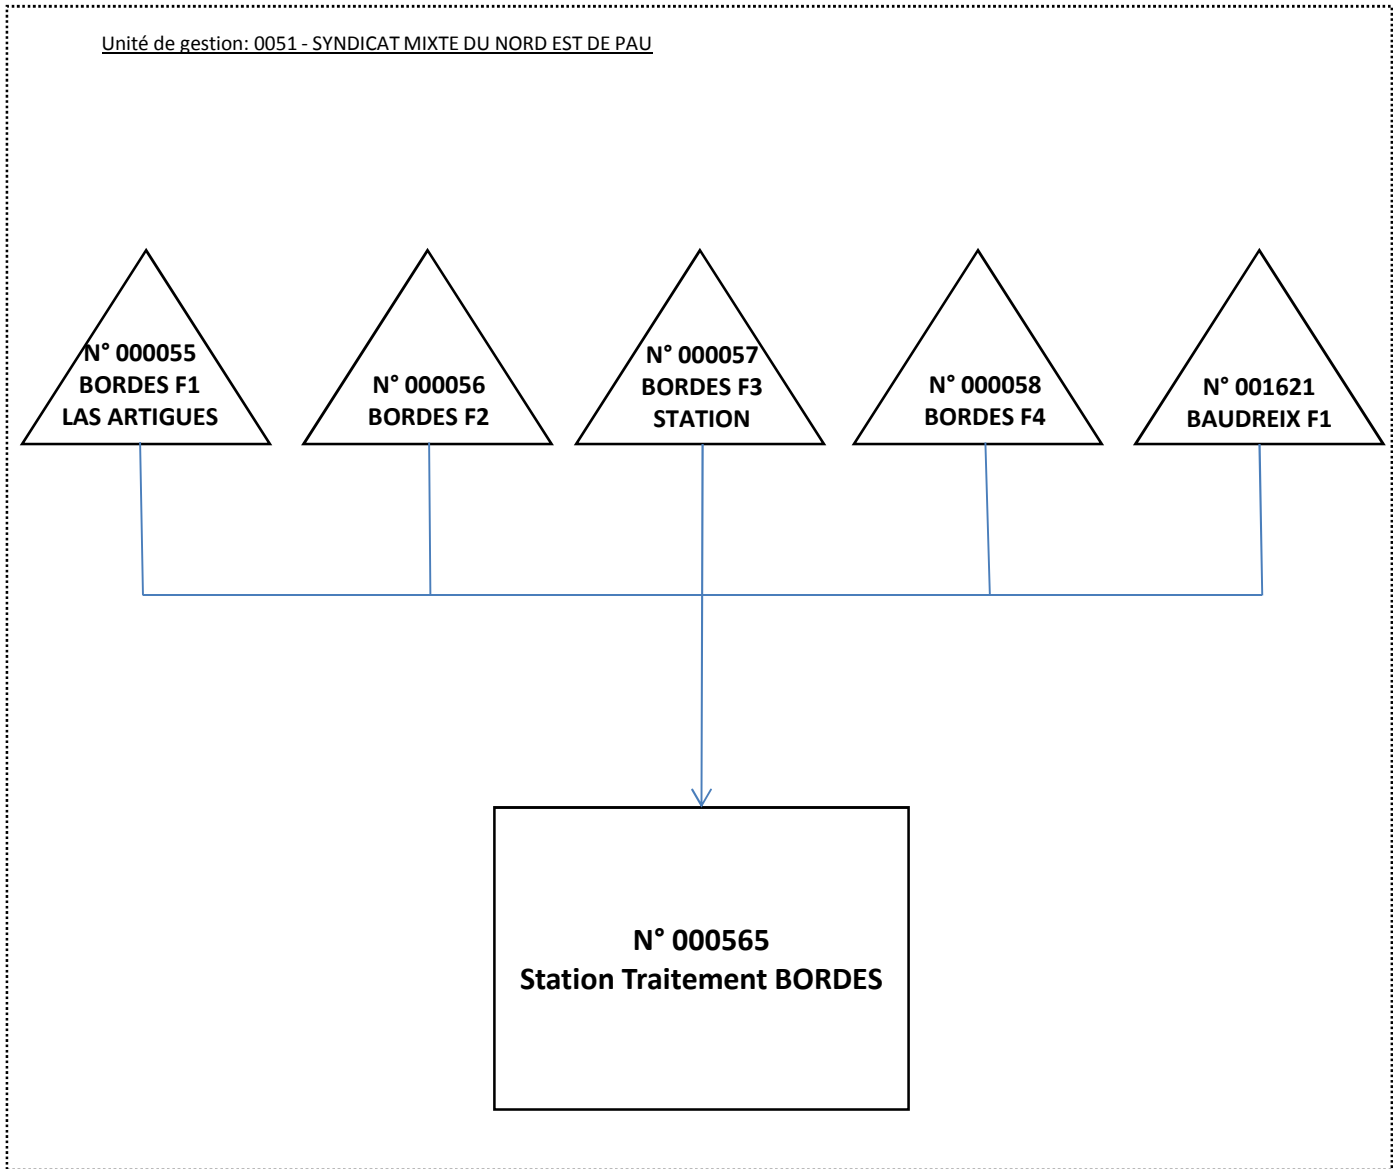 Unité de gestion: 0051 - SYNDICAT MIXTE DU NORD EST DE PAU
N° 000055
BORDES F1
LAS ARTIGUES
N° 000056
BORDES F2
N° 000057
BORDES F3
STATION
N° 000058
BORDES F4
N° 001621
BAUDREIX F1
N° 000565
Station Traitement BORDES